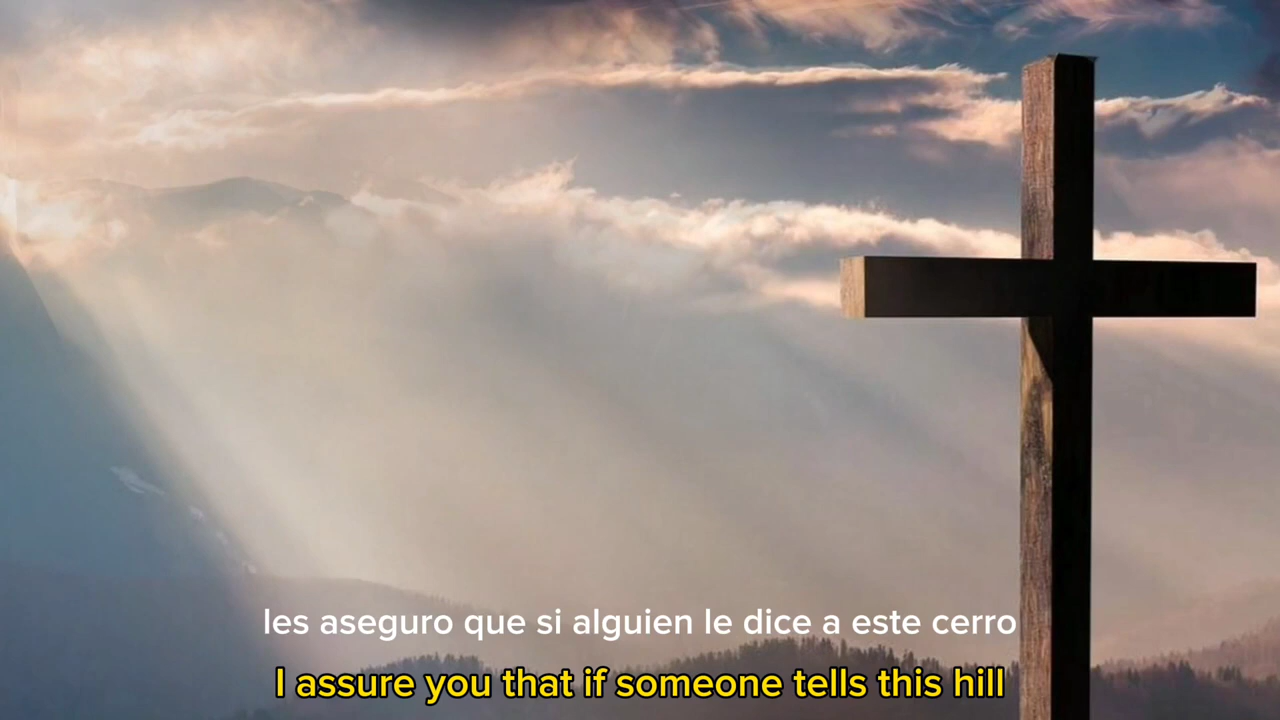 les aseguro que si alguien le dice a este cerro
I assure you that if someone tells this hill